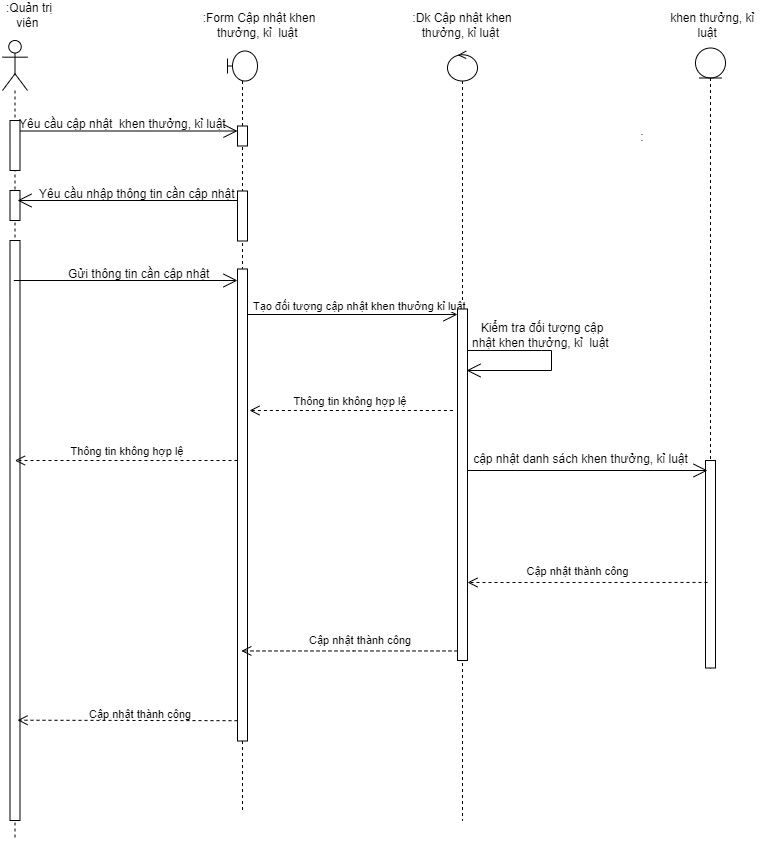 :Quản trị
viên
:Form Cập nhật khen
thưởng, kỉ luật
:Dk Cập nhật khen
thưởng, kỉ luật
khen thưởng, kỉ
luật
Yêu cầu cập nhật khen thưởng, kỉ luật
:
Yêu cầu nhập thông tin cần cập nhật
Gửi thông tin cần cập nhật
Tạo đối tượng cập nhật khen thưởng kỉ luật
Kiểm tra đối tượng cập
nhật khen thưởng, kỉ luật
Thông tin không hợp lệ
Thông tin không hợp lệ
cập nhật danh sách khen thưởng, kỉ luật
Cập nhật thành công
Cập nhật thành công
Cập nhật thành công